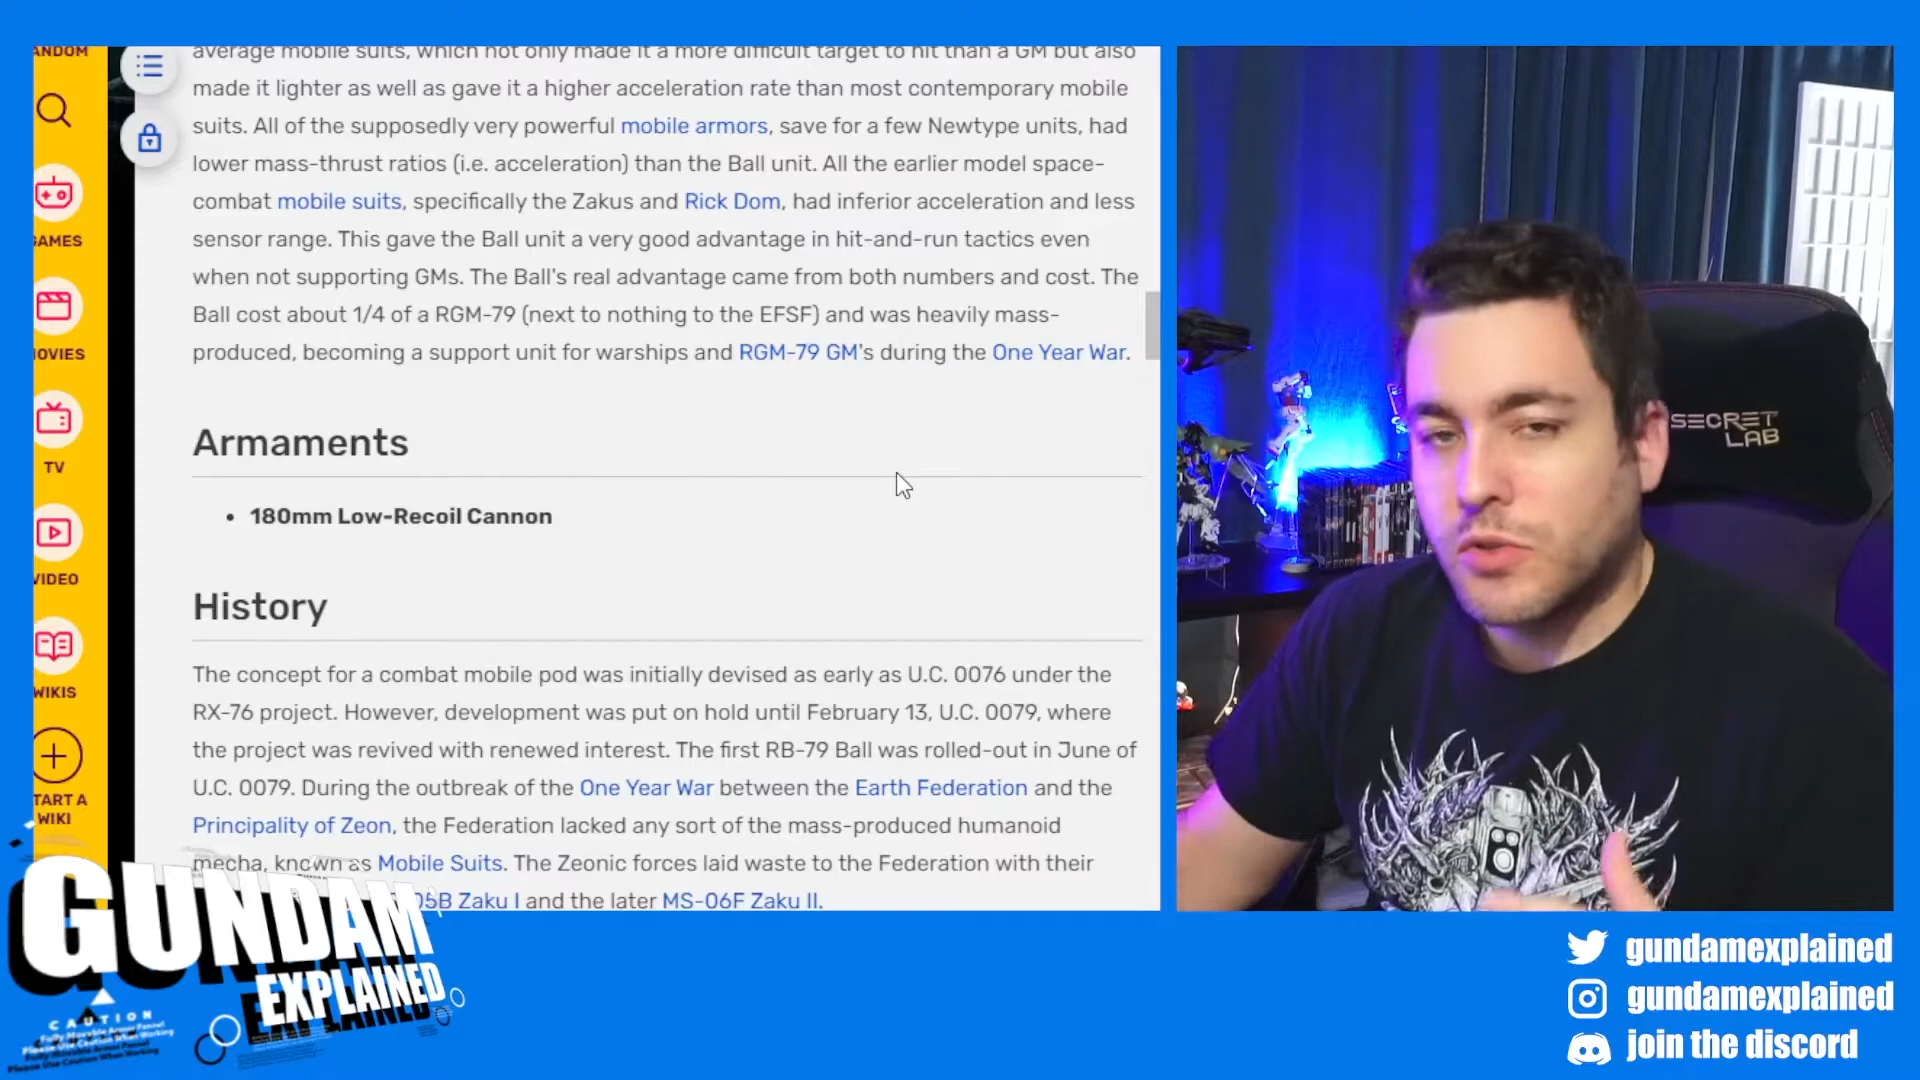 ANDOM
GAMES
MOVIES
TV
VIDEO
WIKIS
START A
WIKI
average mobile suits, which not only made it a more difficult target to hit than a GM but also
made it lighter as well as gave it a higher acceleration rate than most contemporary mobile
suits. All of the supposedly very powerful mobile armors, save for a few Newtype units, had
lower mass-thrust ratios (i.e. acceleration) than the Ball unit. All the earlier model space-
combat mobile suits, specifically the Zakus and Rick Dom, had inferior acceleration and less
sensor range. This gave the Ball unit a very good advantage in hit-and-run tactics even
when not supporting GMs. The Ball's real advantage came from both numbers and cost. The
Ball cost about 1/4 of a RGM-79 (next to nothing to the EFSF) and was heavily mass-
produced, becoming a support unit for warships and RGM-79 GM's during the One Year War.
Armaments
• 180mm Low-Recoil Cannon
History
The concept for a combat mobile pod was initially devised as early as U.C. 0076 under the
RX-76 project. However, development was put on hold until February 13, U.C. 0079, where
the project was revived with renewed interest. The first RB-79 Ball was rolled-out in June of
U.C. 0079. During the outbreak of the One Year War between the Earth Federation and the
Principality of Zeon, the Federation lacked any sort of the mass-produced humanoid
mecha, known as Mobile Suits. The Zeonic forces laid waste to the Federation with their
05B Zaku I and the later MS-06F Zaku II.
SECRET
LAB
GUNDAM
EXPLAINED
CAUTION
Fully Movable Armor Panoul
Please Use Caution When Working
gundamexplained
gundamexplained
join the discord